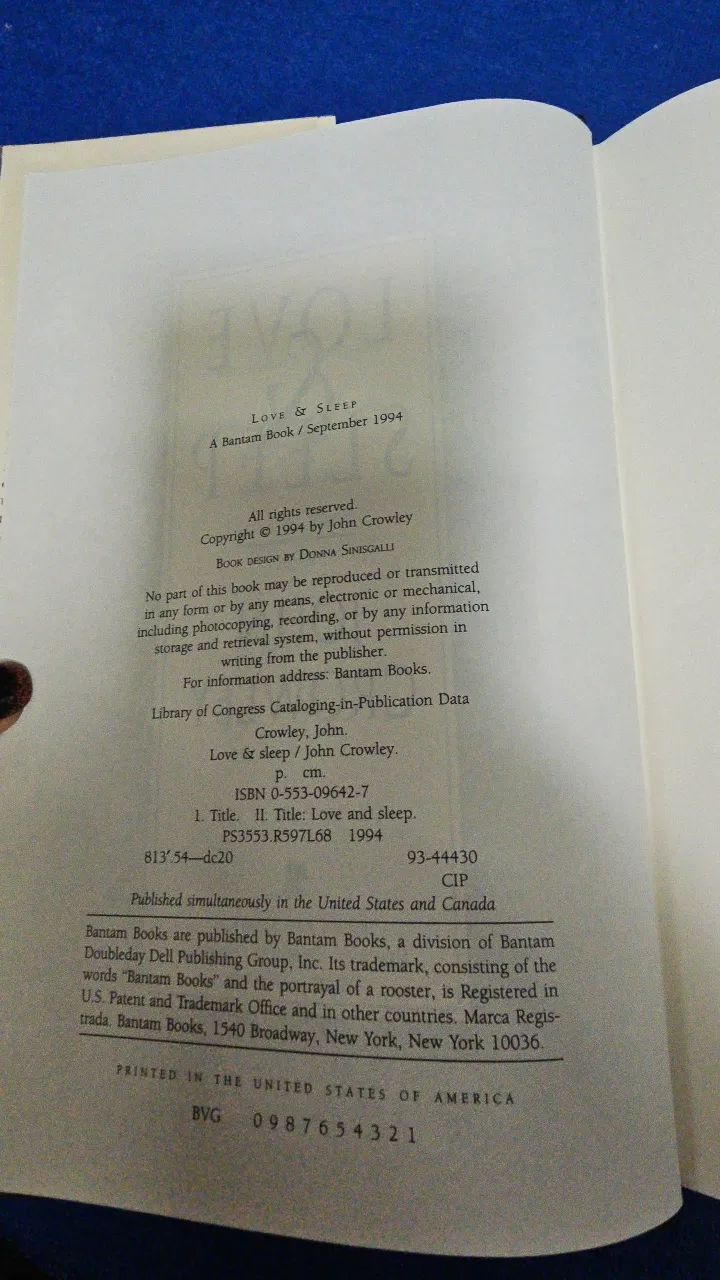 LOVE & SLEEP
A Bantam Book / September 1994
All rights reserved.
Copyright © 1994 by John Crowley
BOOK DESIGN BY DONNA SINISGALLI
No part of this book may be reproduced or transmitted
in any form or by any means, electronic or mechanical,
including photocopying, recording, or by any information
storage and retrieval system, without permission in
writing from the publisher.
For information address: Bantam Books.
Library of Congress Cataloging-in-Publication Data
Crowley, John.
Love & sleep / John Crowley.
p. cm.
ISBN 0-553-09642-7
I. Title. II. Title: Love and sleep.
PS3553.R597L68 1994
813'.54—dc20 93-44430
CIP
Published simultaneously in the United States and Canada
Bantam Books are published by Bantam Books, a division of Bantam
Doubleday Dell Publishing Group, Inc. Its trademark, consisting of the
words "Bantam Books" and the portrayal of a rooster, is Registered in
U.S. Patent and Trademark Office and in other countries. Marca Regis-
trada. Bantam Books, 1540 Broadway, New York, New York 10036.
PRINTED IN THE UNITED STATES OF AMERICA
BVG 0 9 8 7 6 5 4 3 2 1